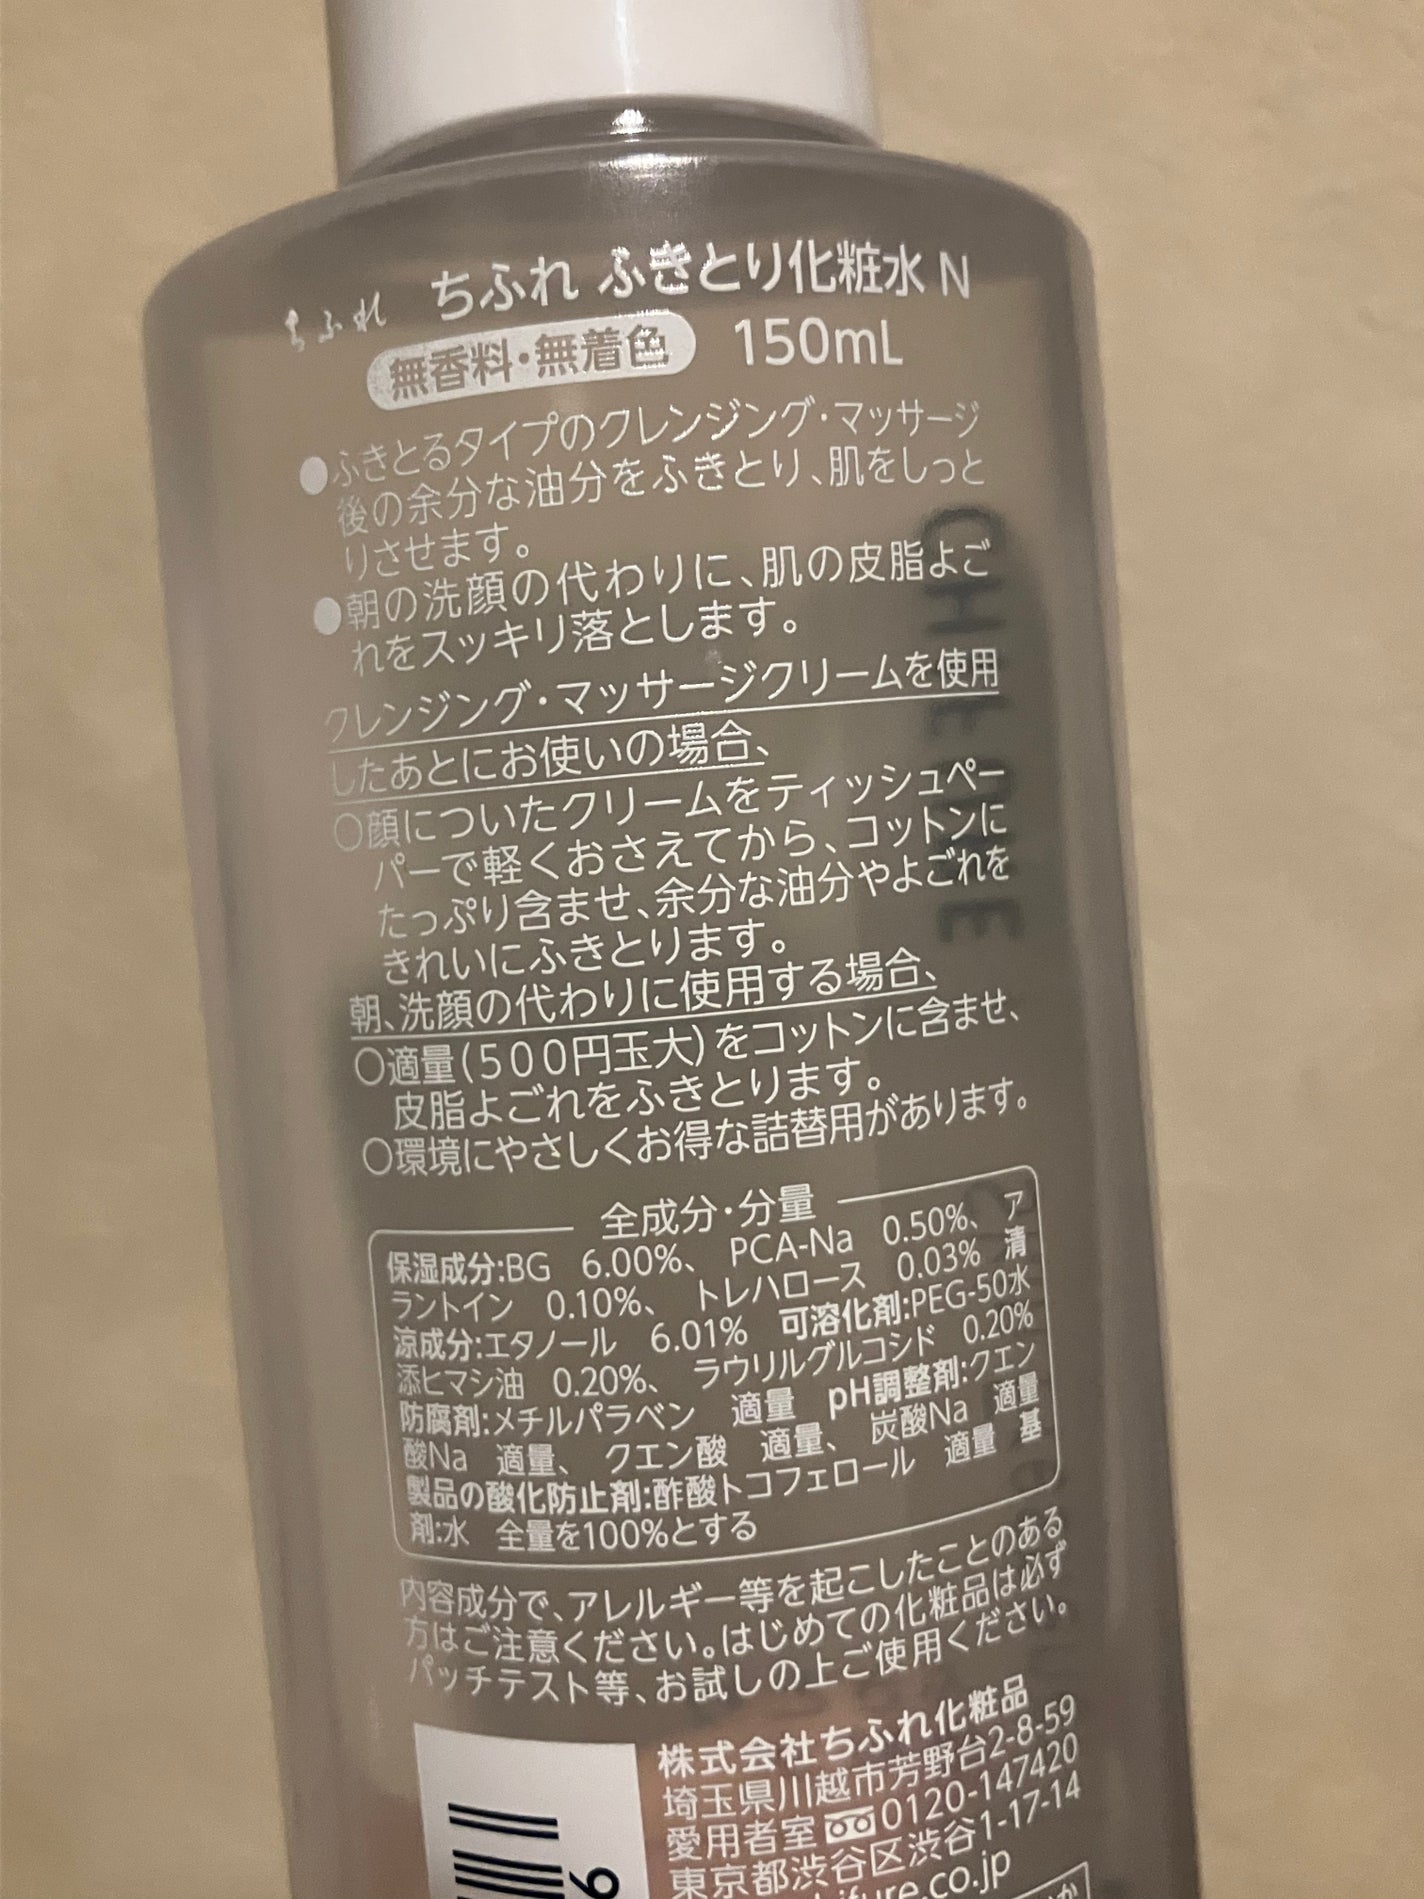 ちふれ ちふれ ふきとり化粧水 N
無香料・無着色 150mL
●ふきとるタイプのクレンジング・マッサージ
後の余分な油分をふきとり、肌をしっと
りさせます。
●朝の洗顔の代わりに、肌の皮脂よご
れをスッキリ落とします。
クレンジング・マッサージクリームを使用
したあとにお使いの場合、
○顔についたクリームをティッシュペー
パーで軽くおさえてから、コットンに
たっぷり含ませ、余分な油分やよごれを
きれいにふきとります。
朝、洗顔の代わりに使用する場合、
○適量(500円玉大)をコットンに含ませ、
皮脂よごれをふきとります。
○環境にやさしくお得な詰替用があります。
全成分・分量
保湿成分:BG 6.00%、 PCA-Na 0.50%、 ア
ラントイン 0.10%、 トレハロース 0.03% 清
涼成分:エタノール 6.01% 可溶化剤:PEG-50水
添ヒマシ油 0.20%、 ラウリルグルコシド 0.20%
防腐剤:メチルパラベン 適量 pH調整剤:クエン
酸Na 適量、 クエン酸 適量、 炭酸Na 適量
製品の酸化防止剤:酢酸トコフェロール 適量 基
剤:水 全量を100%とする
内容成分で、アレルギー等を起こしたことのある
方はご注意ください。はじめての化粧品は必ず
パッチテスト等、お試しの上ご使用ください。
株式会社ちふれ化粧品
埼玉県川越市芳野台2-8-59
愛用者室 0120-147420
東京都渋谷区渋谷1-17-14
ifure.co.jp
9